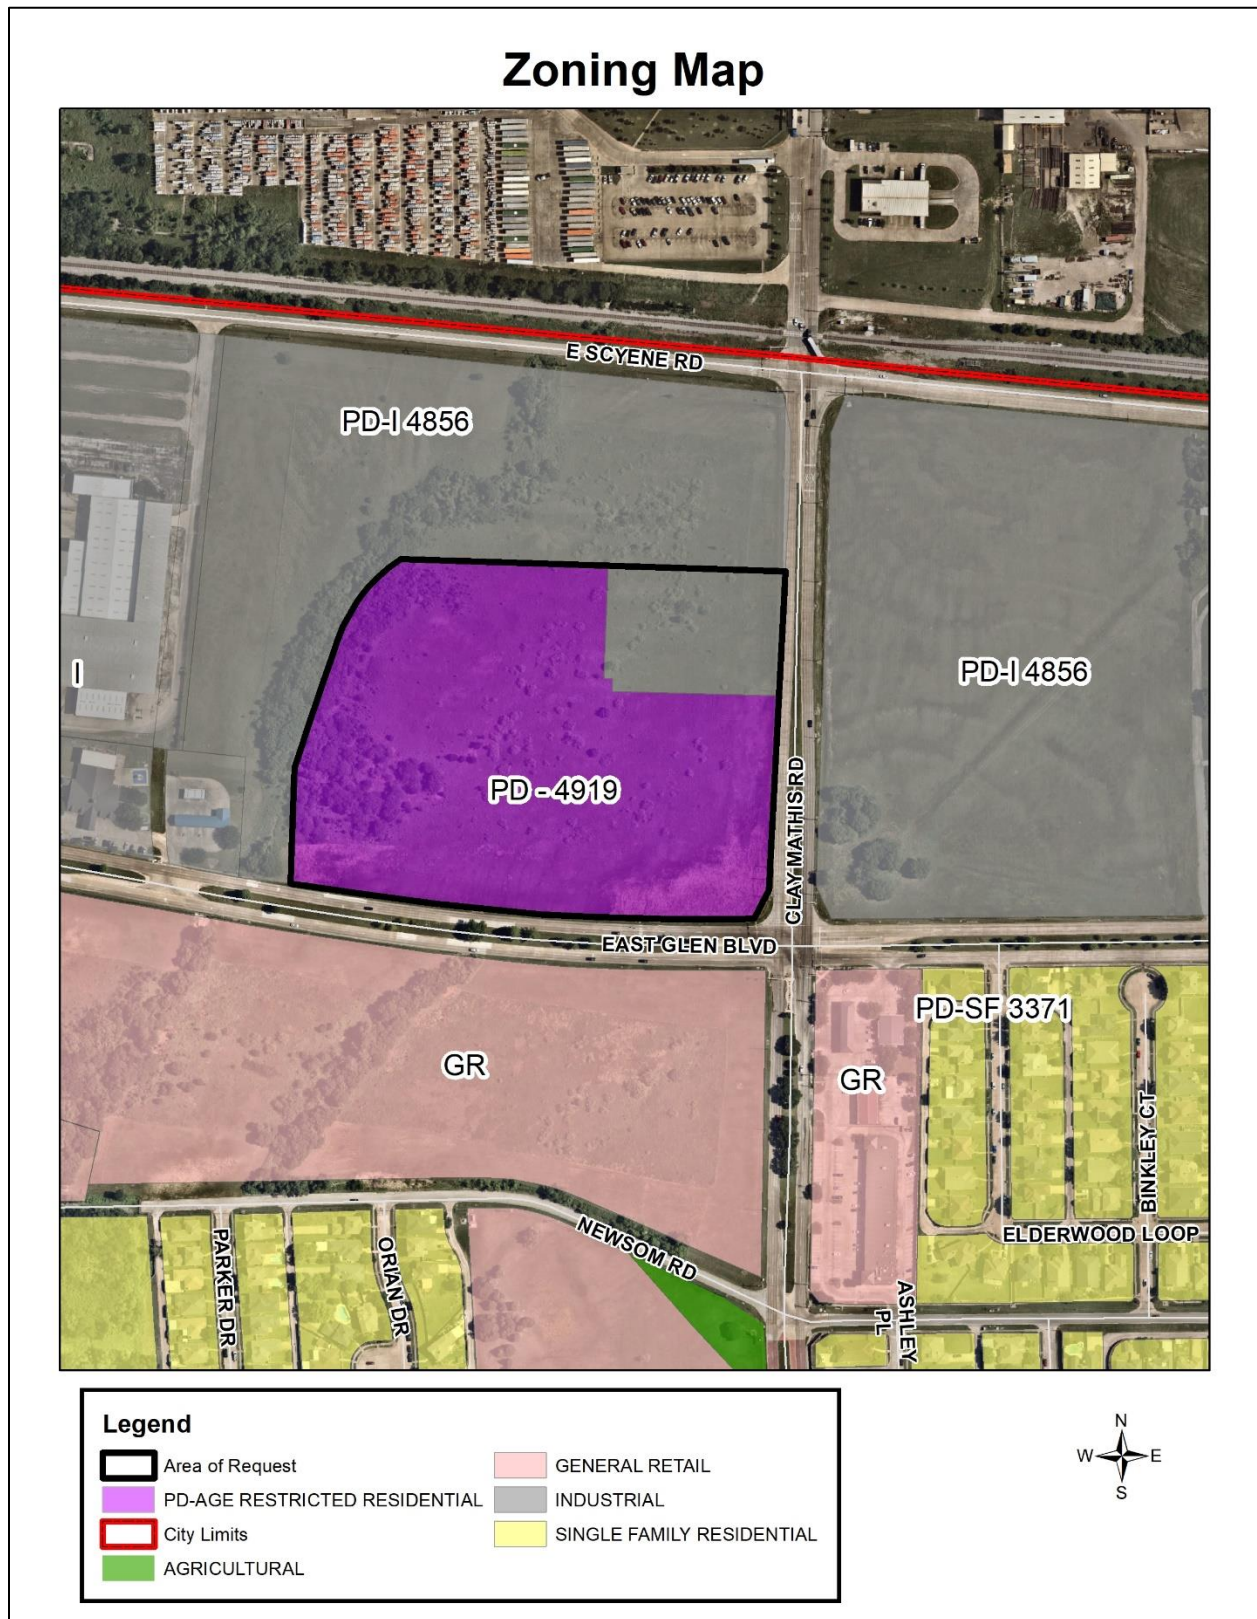 Zoning Map
E SCYENE RD
PD-I 4856
I
PD-I 4856
PD - 4919
CLAY MATHIS RD
EAST GLEN BLVD
PD-SF 3371
GR
GR
BINKLEY CT
ELDERWOOD LOOP
NEWSOM RD
PARKER DR
ORIAN DR
ASHLEY
PL
Legend
Area of Request
PD-AGE RESTRICTED RESIDENTIAL
City Limits
AGRICULTURAL
GENERAL RETAIL
INDUSTRIAL
SINGLE FAMILY RESIDENTIAL
N
W E
S